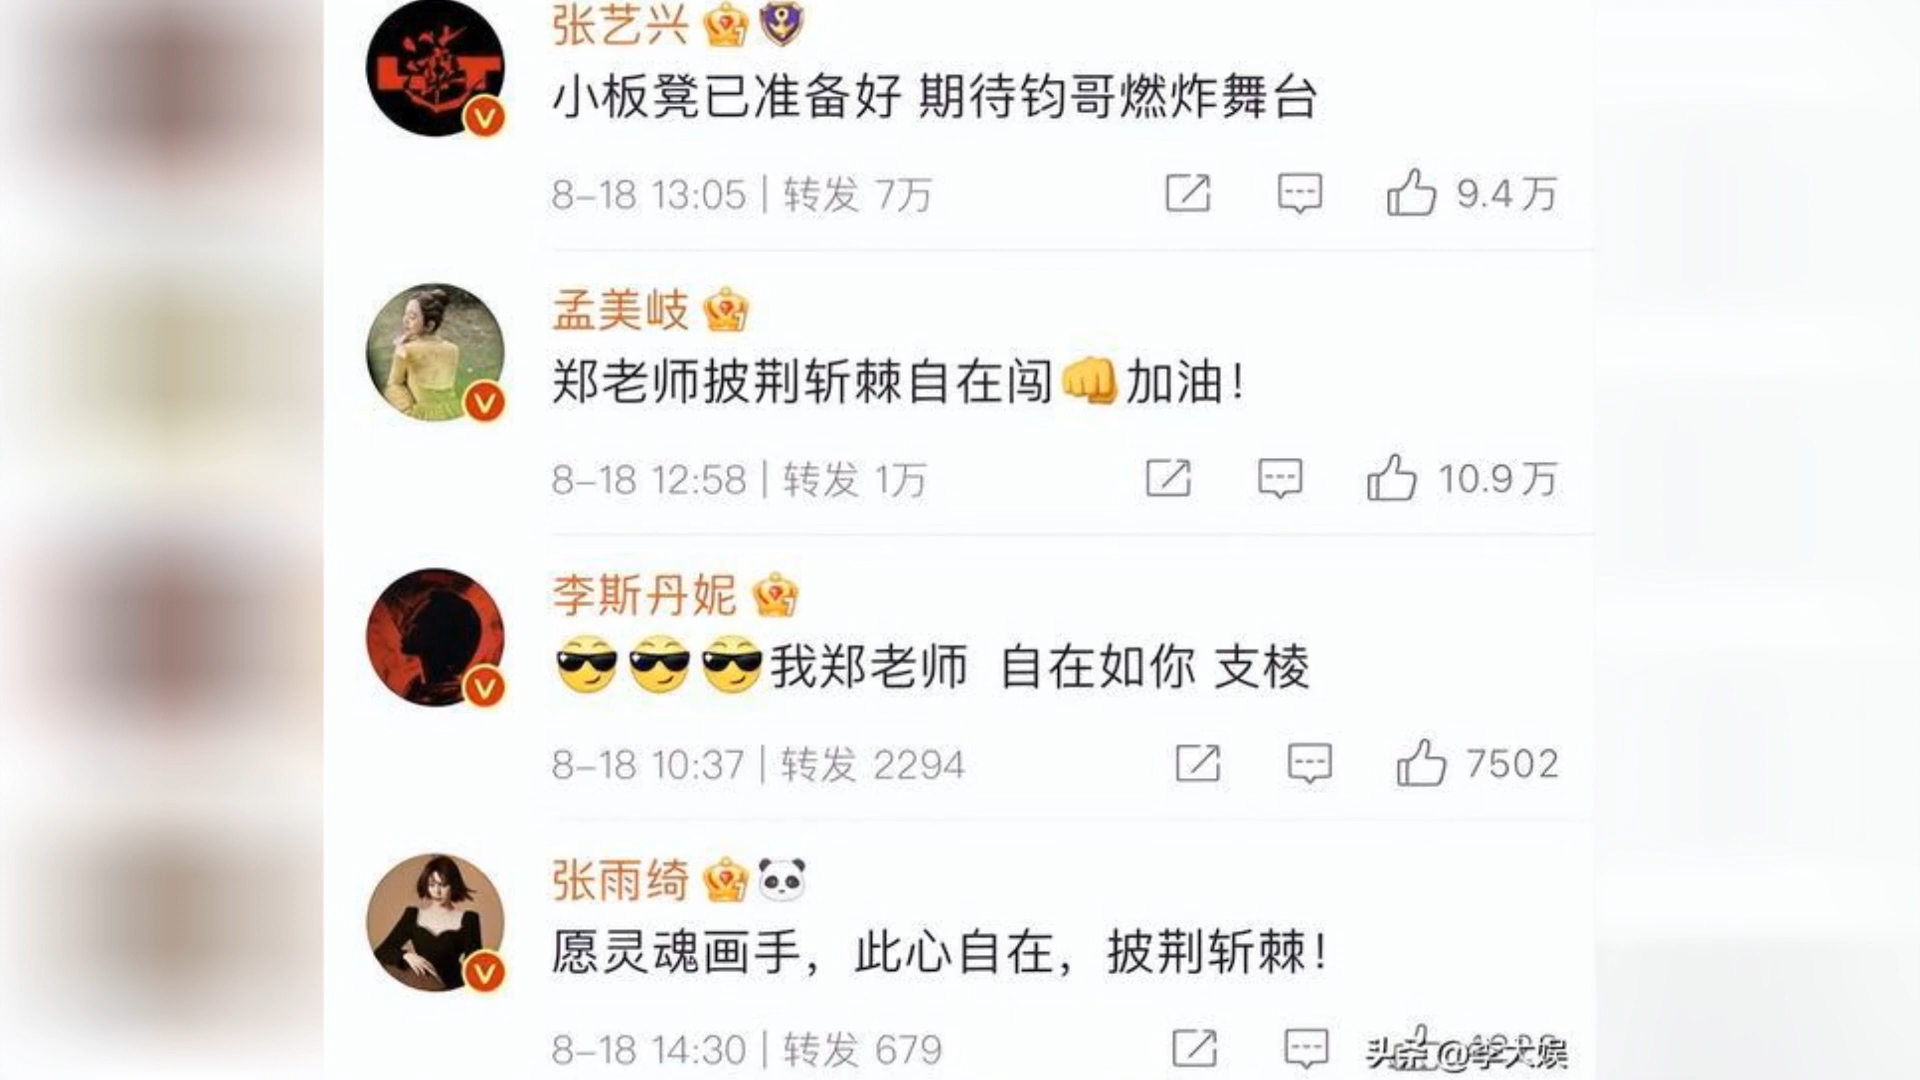 张艺兴
小板凳已准备好 期待钧哥燃炸舞台
8-18 13:05 | 转发 7万 9.4万
孟美岐
郑老师披荆斩棘自在闯👊加油！
8-18 12:58 | 转发 1万 10.9万
李斯丹妮
😎😎😎我郑老师 自在如你 支棱
8-18 10:37 | 转发 2294 7502
张雨绮
愿灵魂画手，此心自在，披荆斩棘！
8-18 14:30 | 转发 679
头条 @李大娱